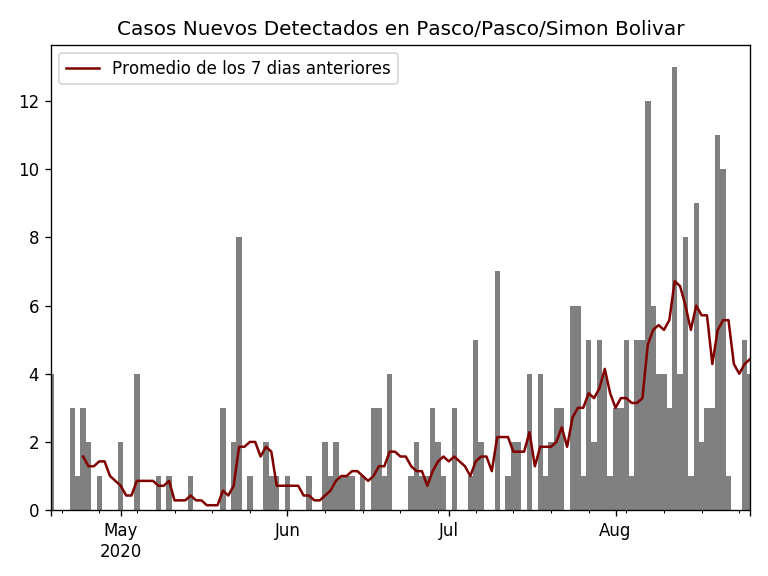 Casos Nuevos Detectados en Pasco/Pasco/Simon Bolivar
Promedio de los 7 dias anteriores
12
10
8
6
4
2
0
May
2020
Jun
Jul
Aug